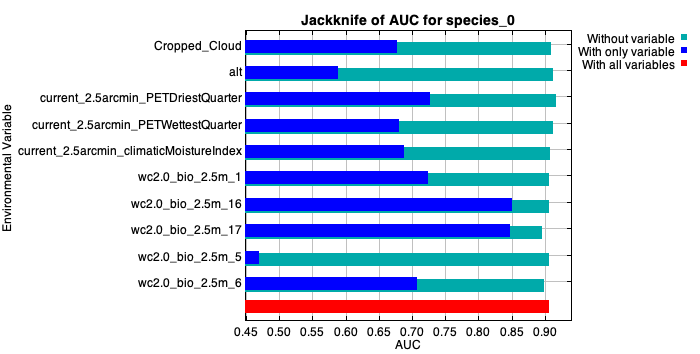 Jackknife of AUC for species_0
Without variable
With only variable
With all variables
Environmental Variable
Cropped_Cloud
alt
current_2.5arcmin_PETDriestQuarter
current_2.5arcmin_PETWettestQuarter
current_2.5arcmin_climaticMoistureIndex
wc2.0_bio_2.5m_1
wc2.0_bio_2.5m_16
wc2.0_bio_2.5m_17
wc2.0_bio_2.5m_5
wc2.0_bio_2.5m_6
0.45 0.50 0.55 0.60 0.65 0.70 0.75 0.80 0.85 0.90
AUC